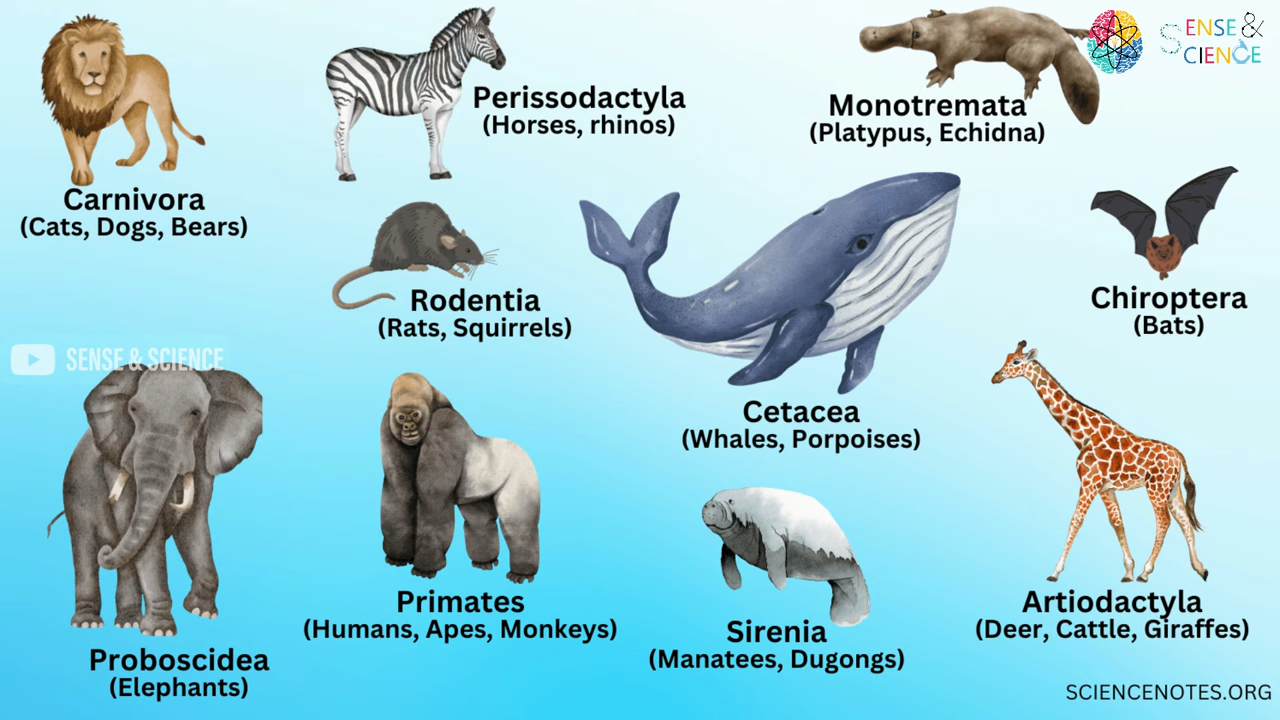 SENSE &
SCIENCE
Perissodactyla
(Horses, rhinos)
Monotremata
(Platypus, Echidna)
Carnivora
(Cats, Dogs, Bears)
Rodentia
(Rats, Squirrels)
Chiroptera
(Bats)
SENSE & SCIENCE
Cetacea
(Whales, Porpoises)
Primates
(Humans, Apes, Monkeys)
Sirenia
(Manatees, Dugongs)
Artiodactyla
(Deer, Cattle, Giraffes)
Proboscidea
(Elephants)
SCIENCENOTES.ORG